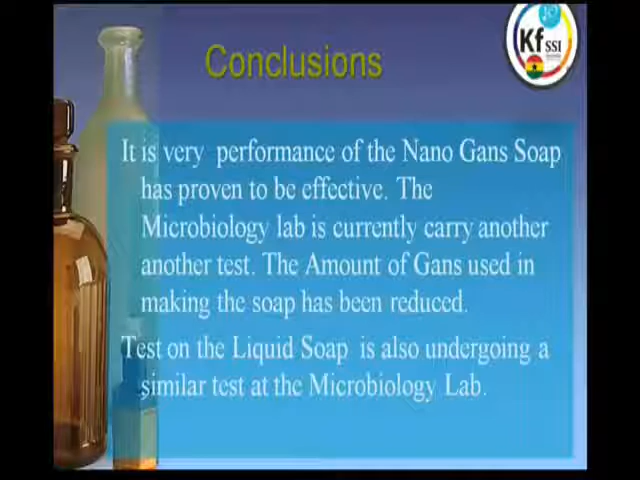 Conclusions
Kf SSI
It is very performance of the Nano Gans Soap
has proven to be effective. The
Microbiology lab is currently carry another
another test. The Amount of Gans used in
making the soap has been reduced.
Test on the Liquid Soap is also undergoing a
similar test at the Microbiology Lab.